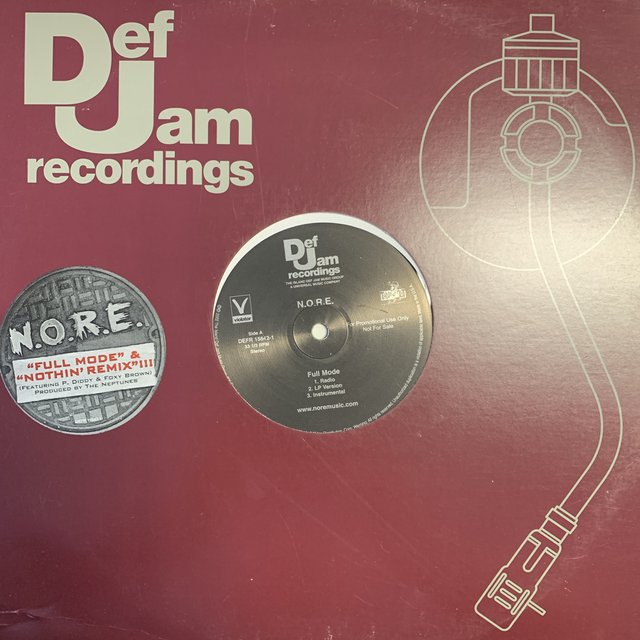 Def
Jam
recordings
Def
Jam
recordings
THE ISLAND DEF JAM MUSIC GROUP
A UNIVERSAL MUSIC COMPANY
N.O.R.E.
Side A
DEFR 15642-1
33 1/3 RPM
Stereo
For Promotional Use Only
Not For Sale
Full Mode
1. Radio
2. LP Version
3. Instrumental
www.noremusic.com
N.O.R.E.
"FULL MODE" &
"NOTHIN' REMIX"!!!
(FEATURING P. DIDDY & FOXY BROWN)
PRODUCED BY THE NEPTUNES